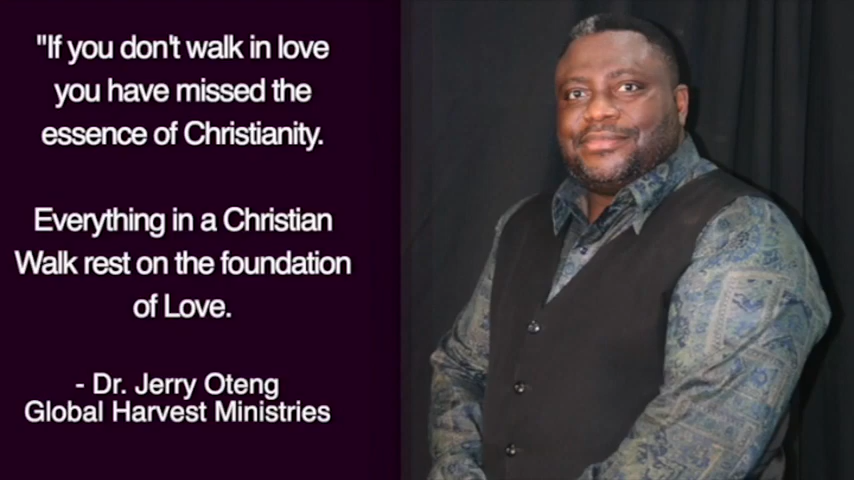 "If you don't walk in love
you have missed the
essence of Christianity.
Everything in a Christian
Walk rest on the foundation
of Love.
- Dr. Jerry Oteng
Global Harvest Ministries